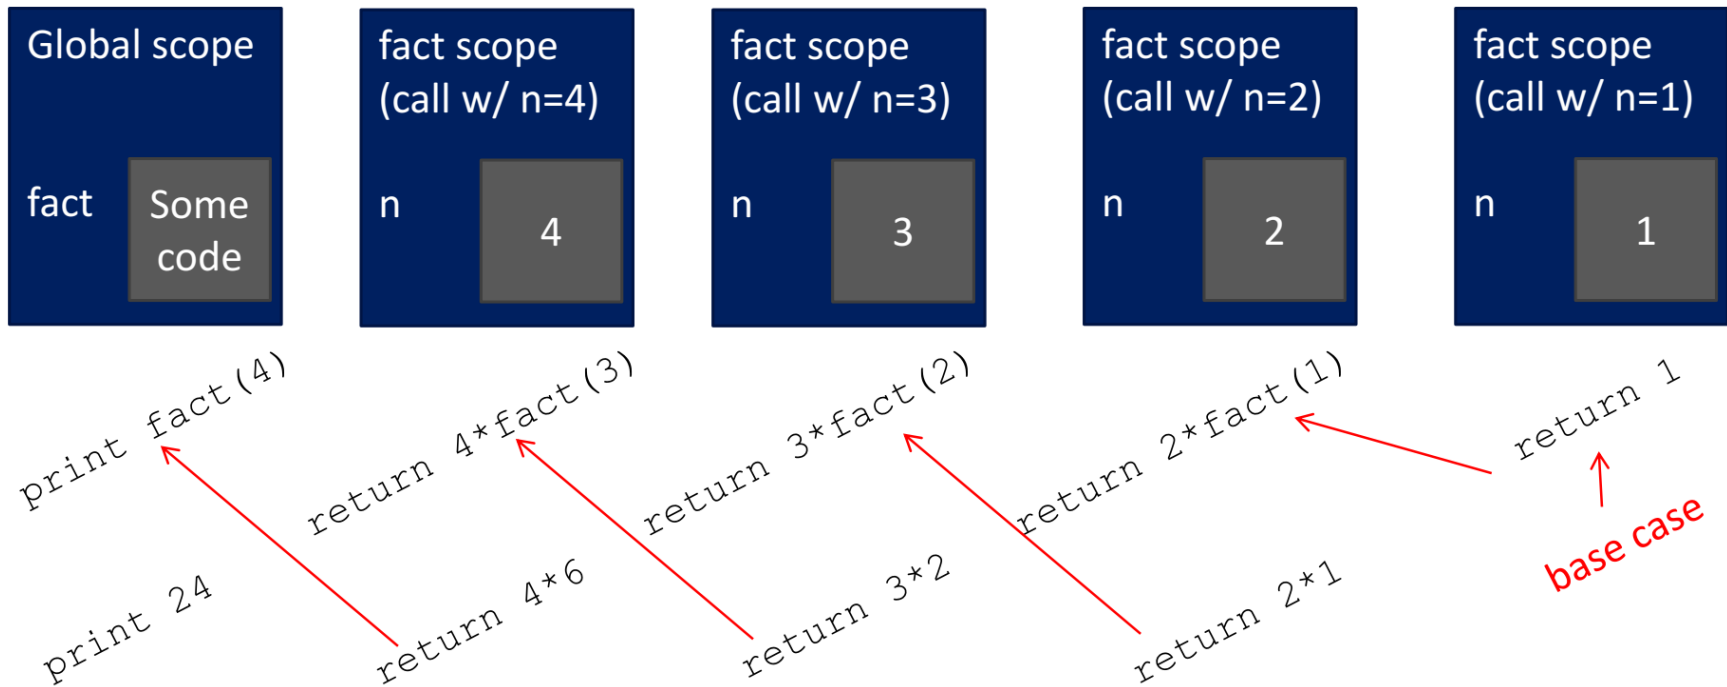 Global scope
fact
Some
code
fact scope
(call w/ n=4)
n
4
fact scope
(call w/ n=3)
n
3
fact scope
(call w/ n=2)
n
2
fact scope
(call w/ n=1)
n
1
print fact(4)
return 4*fact(3)
return 3*fact(2)
return 2*fact(1)
return 1
base case
print 24
return 4*6
return 3*2
return 2*1